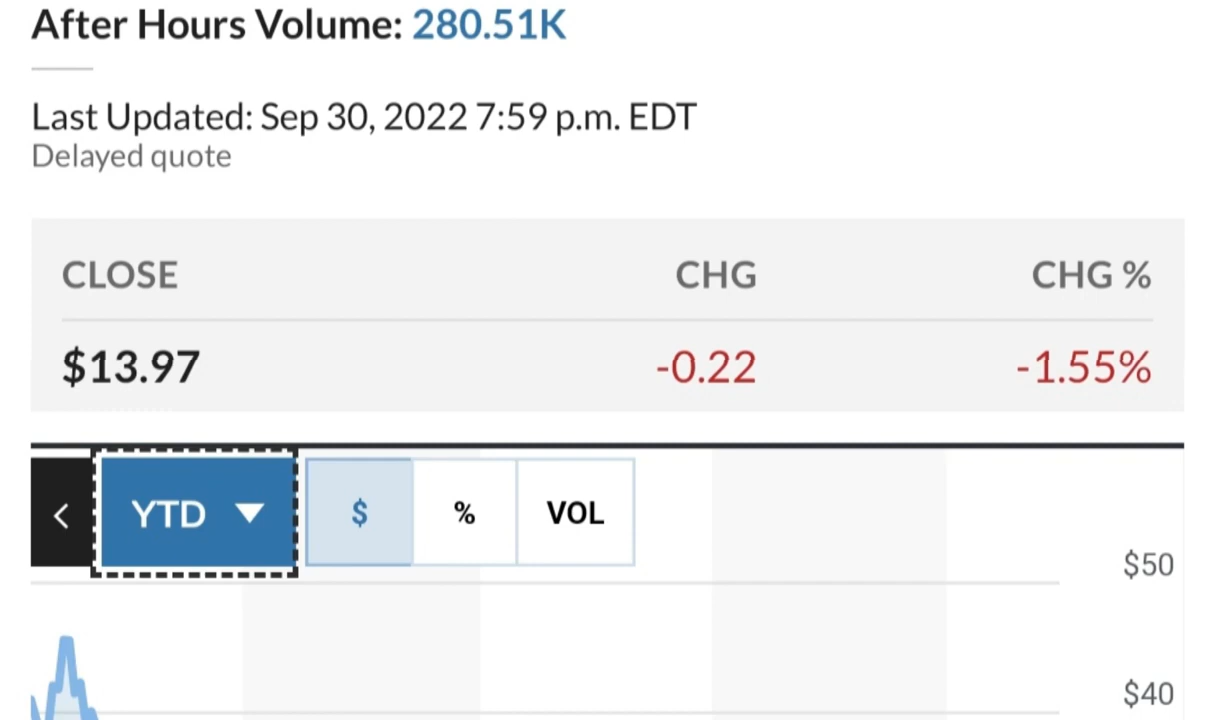 After Hours Volume: 280.51K
Last Updated: Sep 30, 2022 7:59 p.m. EDT
Delayed quote
CLOSE CHG CHG %
$13.97 -0.22 -1.55%
< YTD ▼ $ % VOL
$50
$40